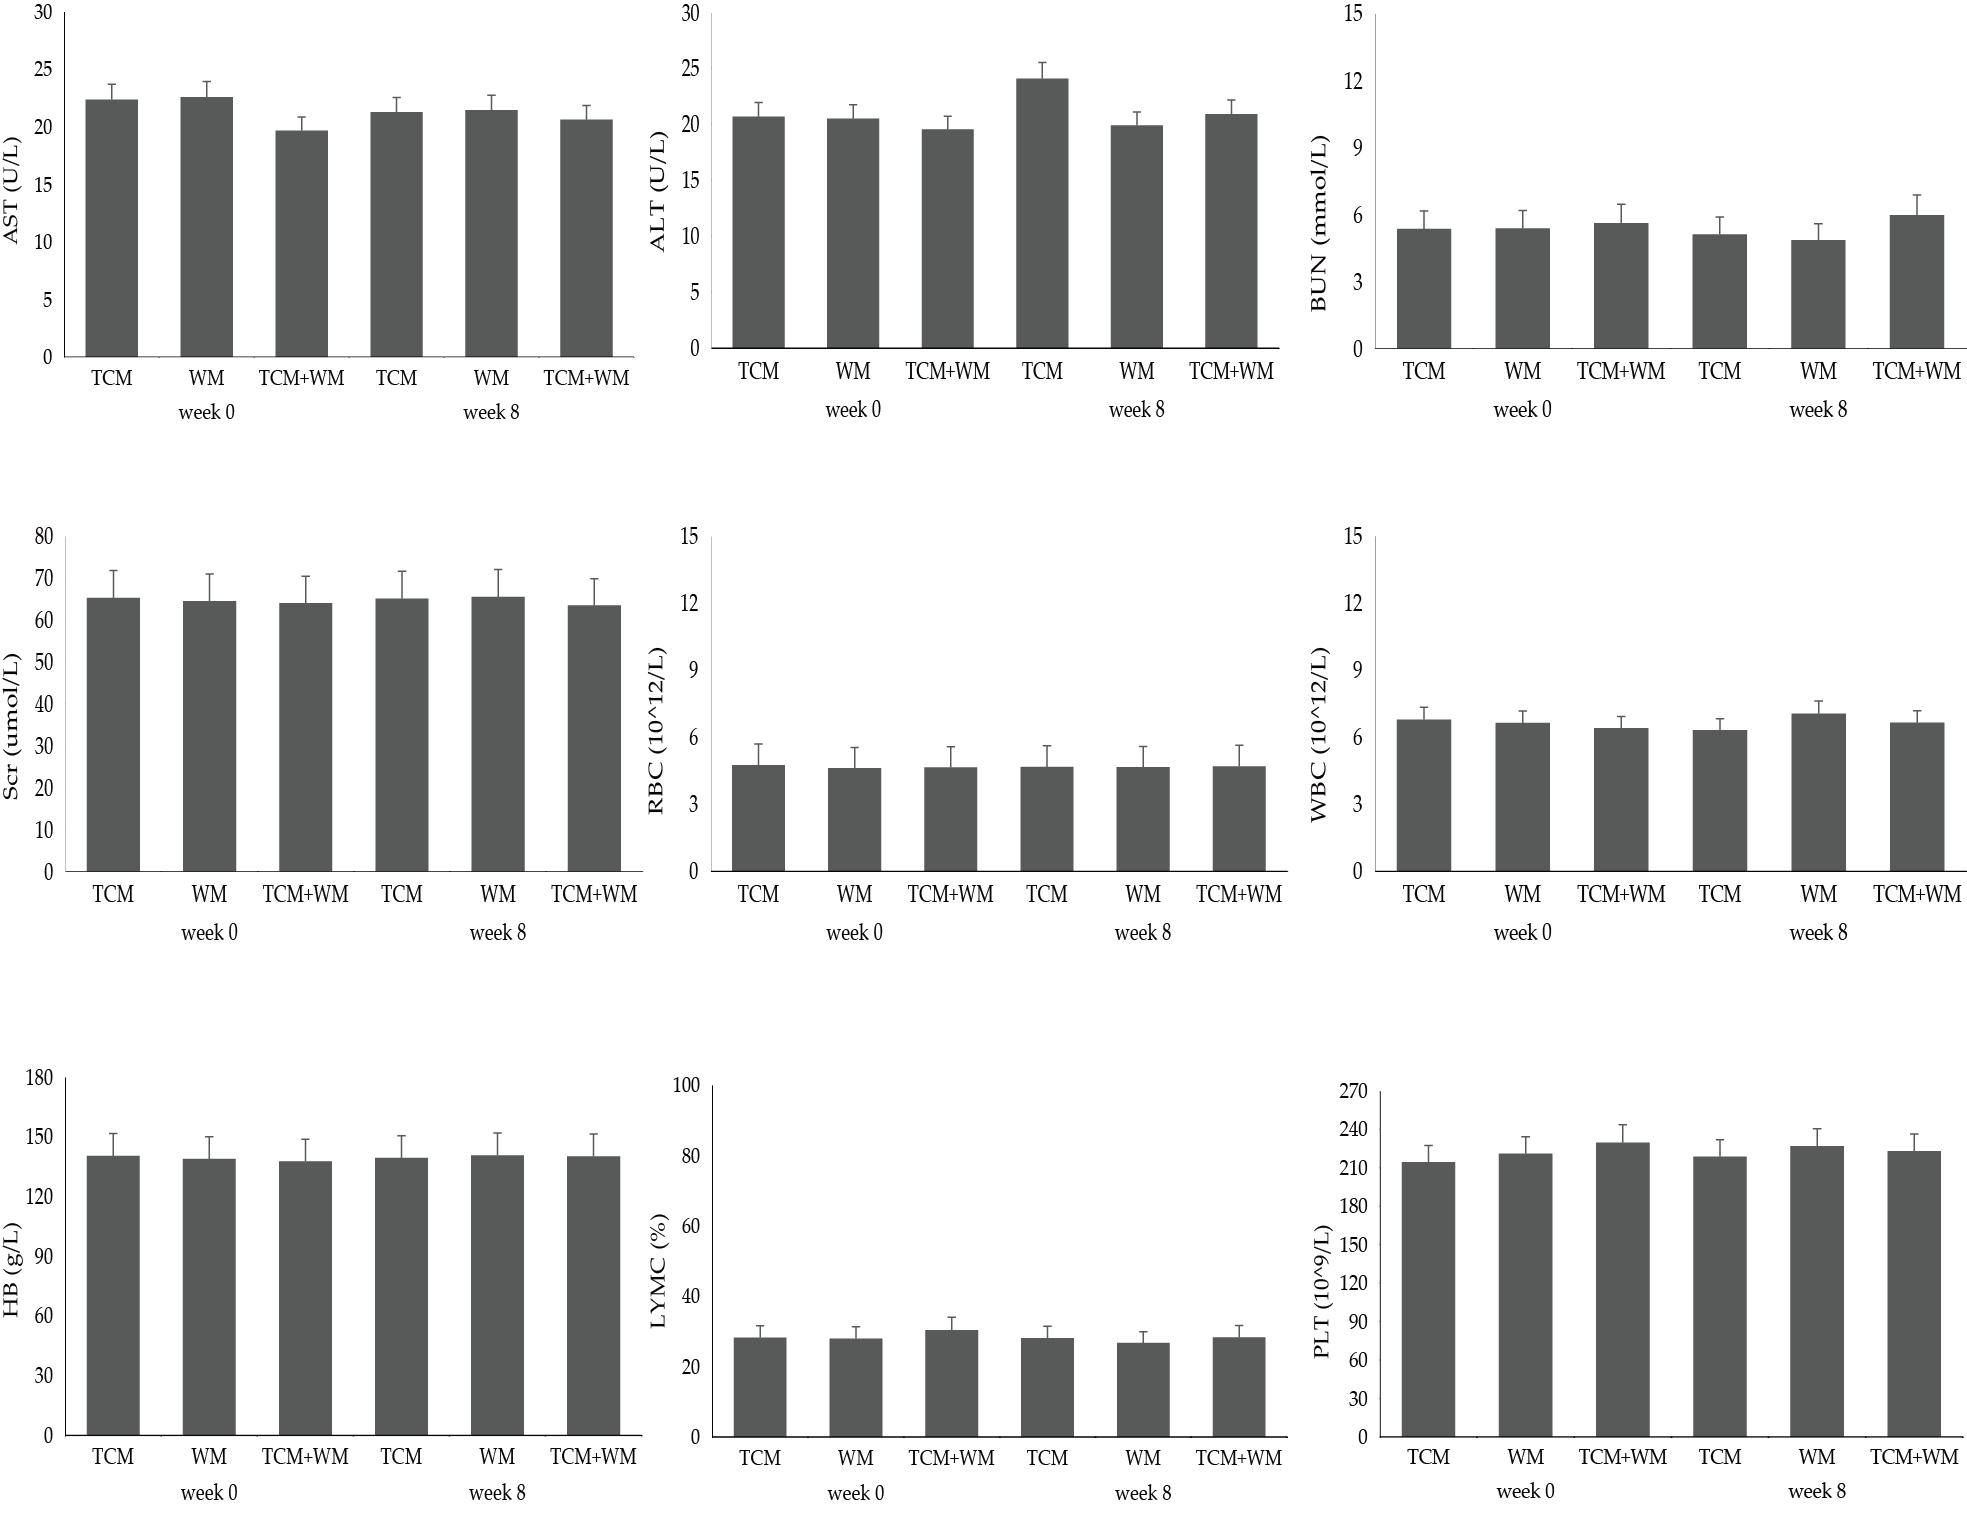 AST (U/L)
30
25
20
15
10
5
0
TCM WM TCM+WM TCM WM TCM+WM
week 0 week 8
ALT (U/L)
30
25
20
15
10
5
0
TCM WM TCM+WM TCM WM TCM+WM
week 0 week 8
BUN (mmol/L)
15
12
9
6
3
0
TCM WM TCM+WM TCM WM TCM+WM
week 0 week 8
Scr (umol/L)
80
70
60
50
40
30
20
10
0
TCM WM TCM+WM TCM WM TCM+WM
week 0 week 8
RBC (10^12/L)
15
12
9
6
3
0
TCM WM TCM+WM TCM WM TCM+WM
week 0 week 8
WBC (10^12/L)
15
12
9
6
3
0
TCM WM TCM+WM TCM WM TCM+WM
week 0 week 8
HB (g/L)
180
150
120
90
60
30
0
TCM WM TCM+WM TCM WM TCM+WM
week 0 week 8
LYMC (%)
100
80
60
40
20
0
TCM WM TCM+WM TCM WM TCM+WM
week 0 week 8
PLT (10^9/L)
270
240
210
180
150
120
90
60
30
0
TCM WM TCM+WM TCM WM TCM+WM
week 0 week 8